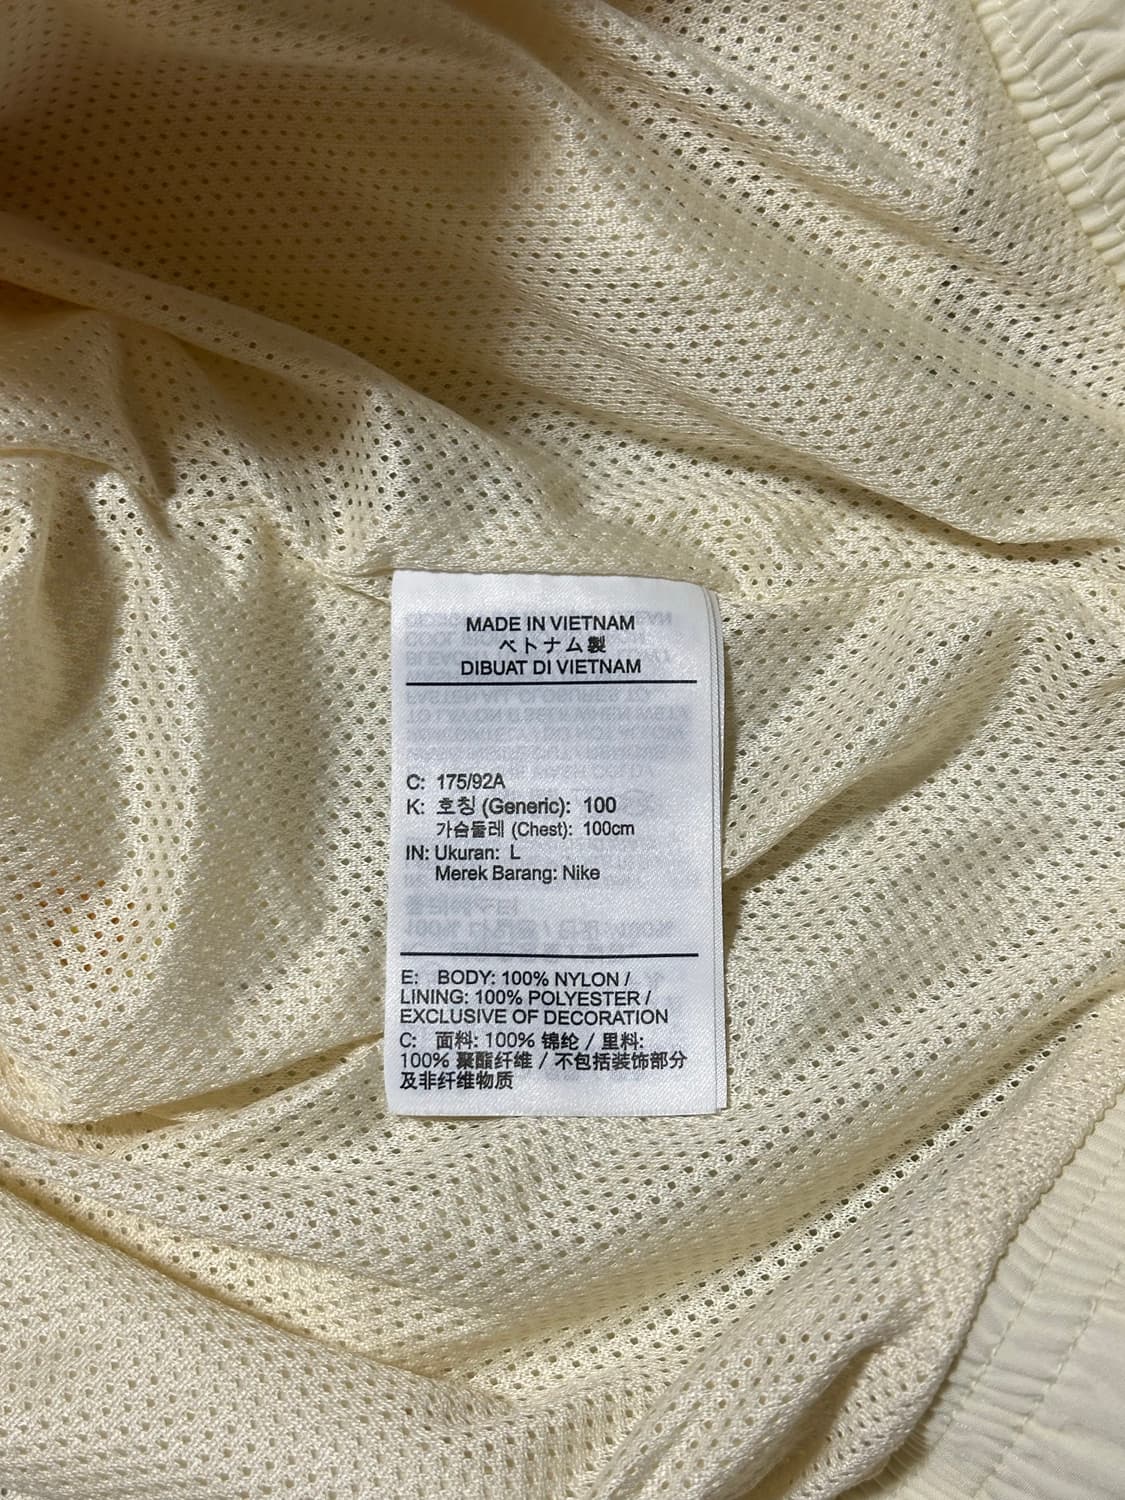 MADE IN VIETNAM
ベトナム製
DIBUAT DI VIETNAM
C: 175/92A
K: 호칭 (Generic): 100
가슴둘레 (Chest): 100cm
IN: Ukuran: L
Merek Barang: Nike
E: BODY: 100% NYLON /
LINING: 100% POLYESTER /
EXCLUSIVE OF DECORATION
C: 面料: 100% 锦纶 / 里料:
100% 聚酯纤维 / 不包括装饰部分
及非纤维物质